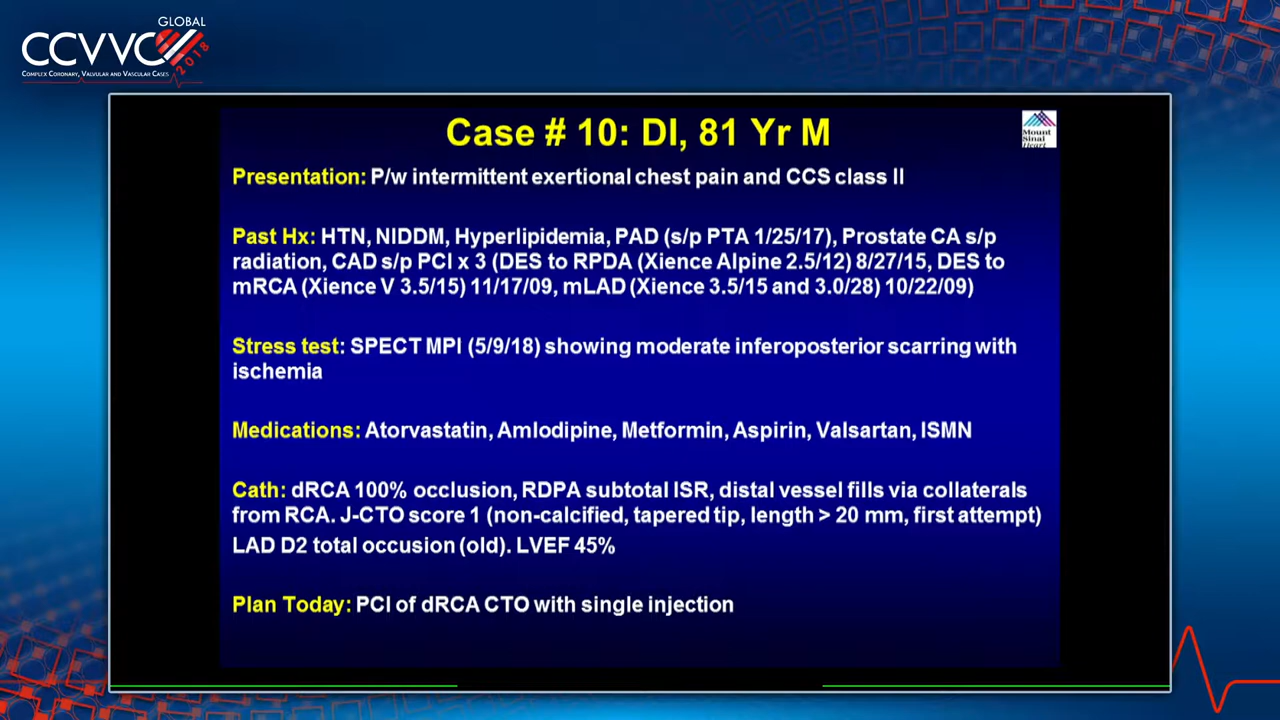 GLOBAL
CCVVC
2018
COMPLEX CORONARY, VALVULAR AND VASCULAR CASES
Case # 10: DI, 81 Yr M
Mount
Sinai
Heart
Presentation: P/w intermittent exertional chest pain and CCS class II
Past Hx: HTN, NIDDM, Hyperlipidemia, PAD (s/p PTA 1/25/17), Prostate CA s/p
radiation, CAD s/p PCI x 3 (DES to RPDA (Xience Alpine 2.5/12) 8/27/15, DES to
mRCA (Xience V 3.5/15) 11/17/09, mLAD (Xience 3.5/15 and 3.0/28) 10/22/09)
Stress test: SPECT MPI (5/9/18) showing moderate inferoposterior scarring with
ischemia
Medications: Atorvastatin, Amlodipine, Metformin, Aspirin, Valsartan, ISMN
Cath: dRCA 100% occlusion, RDPA subtotal ISR, distal vessel fills via collaterals
from RCA. J-CTO score 1 (non-calcified, tapered tip, length > 20 mm, first attempt)
LAD D2 total occusion (old). LVEF 45%
Plan Today: PCI of dRCA CTO with single injection